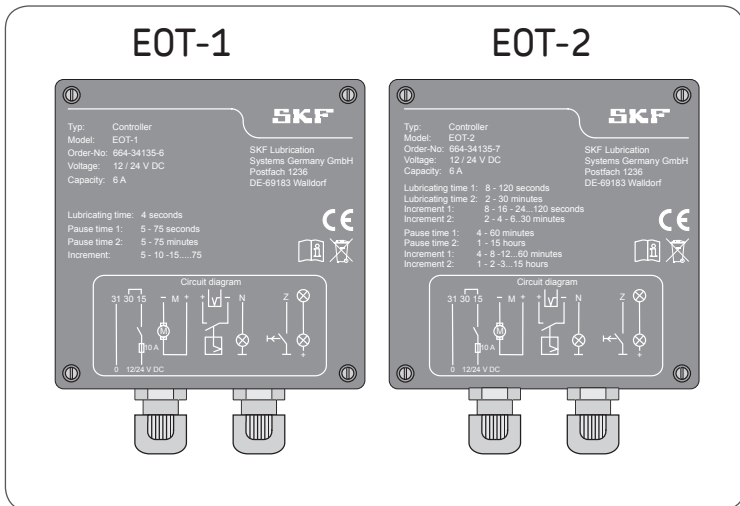 EOT-1
SKF
Typ: Controller
Model: EOT-1
Order-No: 664-34135-6
Voltage: 12 / 24 V DC
Capacity: 6 A
SKF Lubrication
Systems Germany GmbH
Postfach 1236
DE-69183 Walldorf
Lubricating time: 4 seconds
Pause time 1: 5 - 75 seconds
Pause time 2: 5 - 75 minutes
Increment: 5 - 10 -15.....75
CE
Circuit diagram
31 30 15 - M + + - N Z
M
10 A
+
0 12/24 V DC
EOT-2
SKF
Typ: Controller
Model: EOT-2
Order-No: 664-34135-7
Voltage: 12 / 24 V DC
Capacity: 6 A
SKF Lubrication
Systems Germany GmbH
Postfach 1236
DE-69183 Walldorf
Lubricating time 1: 8 - 120 seconds
Lubricating time 2: 2 - 30 minutes
Increment 1: 8 - 16 - 24...120 seconds
Increment 2: 2 - 4 - 6..30 minutes
Pause time 1: 4 - 60 minutes
Pause time 2: 1 - 15 hours
Increment 1: 4 - 8 -12...60 minutes
Increment 2: 1 - 2 -3...15 hours
CE
Circuit diagram
31 30 15 - M + + - N Z
M
10 A
+
0 12/24 V DC